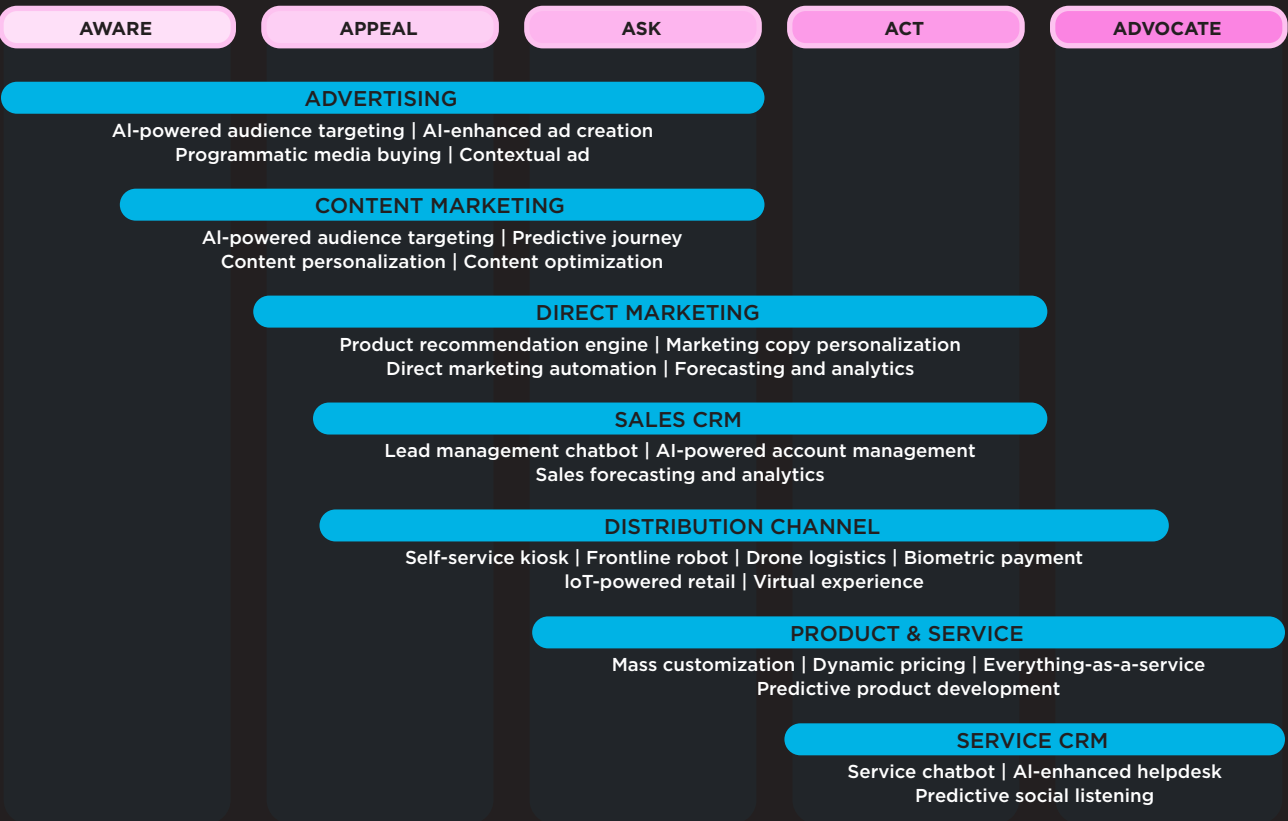 AWARE
APPEAL
ASK
ACT
ADVOCATE
ADVERTISING
AI-powered audience targeting | AI-enhanced ad creation
Programmatic media buying | Contextual ad
CONTENT MARKETING
AI-powered audience targeting | Predictive journey
Content personalization | Content optimization
DIRECT MARKETING
Product recommendation engine | Marketing copy personalization
Direct marketing automation | Forecasting and analytics
SALES CRM
Lead management chatbot | AI-powered account management
Sales forecasting and analytics
DISTRIBUTION CHANNEL
Self-service kiosk | Frontline robot | Drone logistics | Biometric payment
IoT-powered retail | Virtual experience
PRODUCT & SERVICE
Mass customization | Dynamic pricing | Everything-as-a-service
Predictive product development
SERVICE CRM
Service chatbot | AI-enhanced helpdesk
Predictive social listening